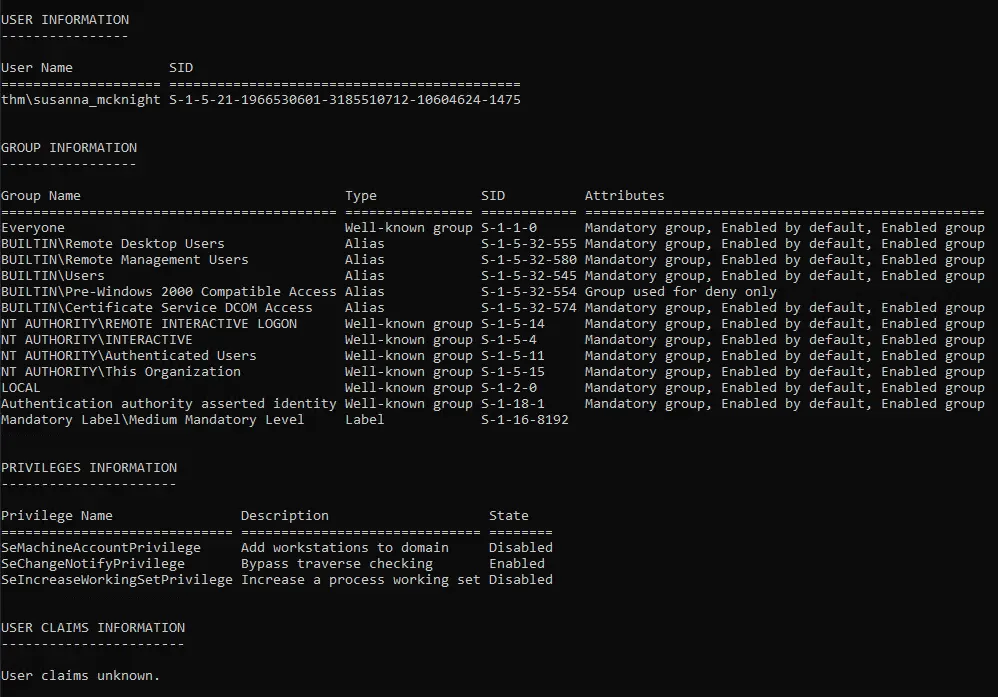 USER INFORMATION
----------------
User Name            SID
==================== ============================================
thm\susanna_mcknight S-1-5-21-1966530601-3185510712-10604624-1475
GROUP INFORMATION
-----------------
Group Name                                 Type             SID          Attributes
========================================== ================ ============ ==================================================
Everyone                                   Well-known group S-1-1-0      Mandatory group, Enabled by default, Enabled group
BUILTIN\Remote Desktop Users               Alias            S-1-5-32-555 Mandatory group, Enabled by default, Enabled group
BUILTIN\Remote Management Users            Alias            S-1-5-32-580 Mandatory group, Enabled by default, Enabled group
BUILTIN\Users                              Alias            S-1-5-32-545 Mandatory group, Enabled by default, Enabled group
BUILTIN\Pre-Windows 2000 Compatible Access Alias            S-1-5-32-554 Group used for deny only
BUILTIN\Certificate Service DCOM Access    Alias            S-1-5-32-574 Mandatory group, Enabled by default, Enabled group
NT AUTHORITY\REMOTE INTERACTIVE LOGON      Well-known group S-1-5-14     Mandatory group, Enabled by default, Enabled group
NT AUTHORITY\INTERACTIVE                   Well-known group S-1-5-4      Mandatory group, Enabled by default, Enabled group
NT AUTHORITY\Authenticated Users           Well-known group S-1-5-11     Mandatory group, Enabled by default, Enabled group
NT AUTHORITY\This Organization             Well-known group S-1-5-15     Mandatory group, Enabled by default, Enabled group
LOCAL                                      Well-known group S-1-2-0      Mandatory group, Enabled by default, Enabled group
Authentication authority asserted identity Well-known group S-1-18-1     Mandatory group, Enabled by default, Enabled group
Mandatory Label\Medium Mandatory Level     Label            S-1-16-8192
PRIVILEGES INFORMATION
----------------------
Privilege Name                Description                    State
============================= ============================== ========
SeMachineAccountPrivilege     Add workstations to domain     Disabled
SeChangeNotifyPrivilege       Bypass traverse checking       Enabled
SeIncreaseWorkingSetPrivilege Increase a process working set Disabled
USER CLAIMS INFORMATION
-----------------------
User claims unknown.